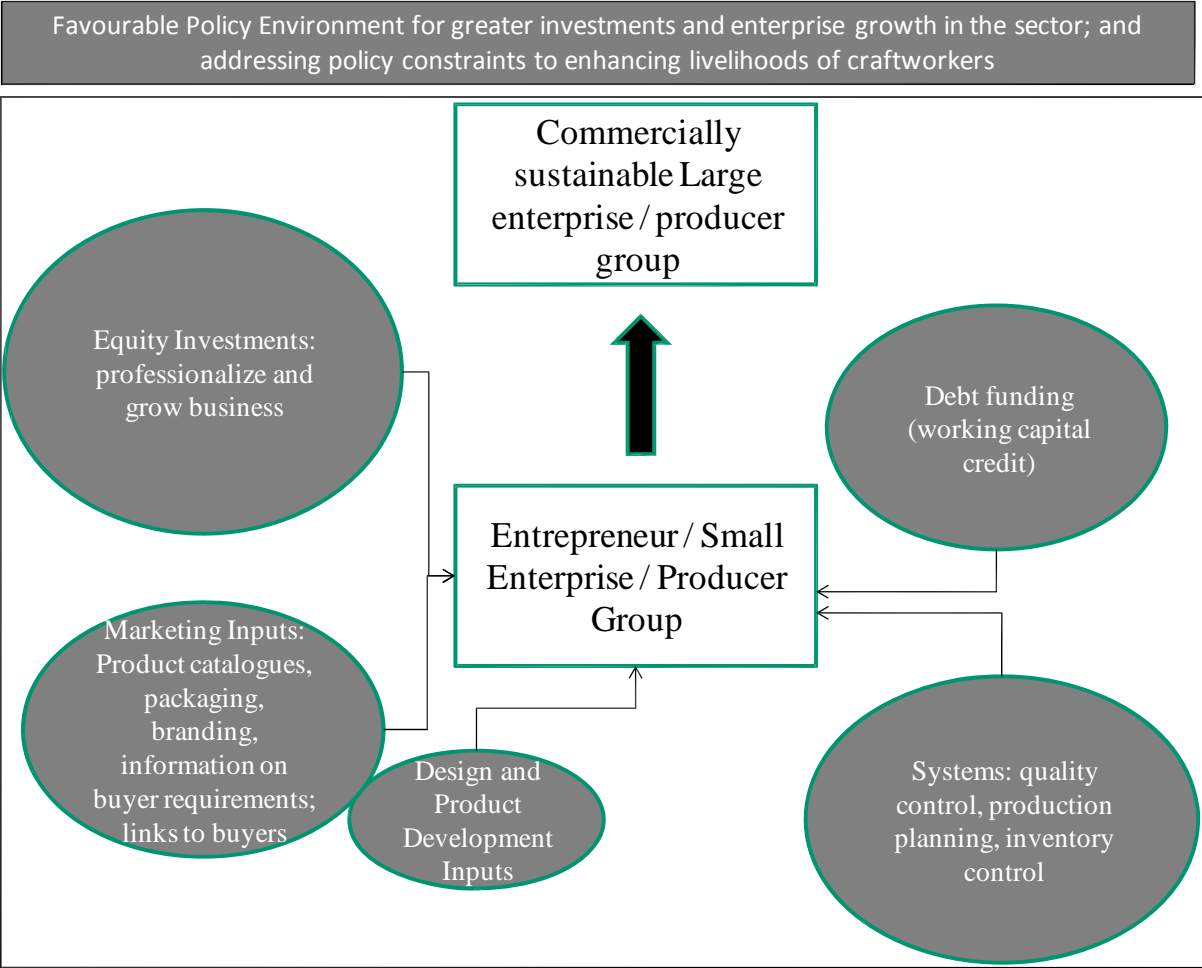 Favourable Policy Environment for greater investments and enterprise growth in the sector; and
addressing policy constraints to enhancing livelihoods of craftworkers
Commercially
sustainable Large
enterprise / producer
group
Equity Investments:
professionalize and
grow business
Debt funding
(working capital
credit)
Entrepreneur / Small
Enterprise / Producer
Group
Marketing Inputs:
Product catalogues,
packaging,
branding,
information on
buyer requirements;
links to buyers
Design and
Product
Development
Inputs
Systems: quality
control, production
planning, inventory
control